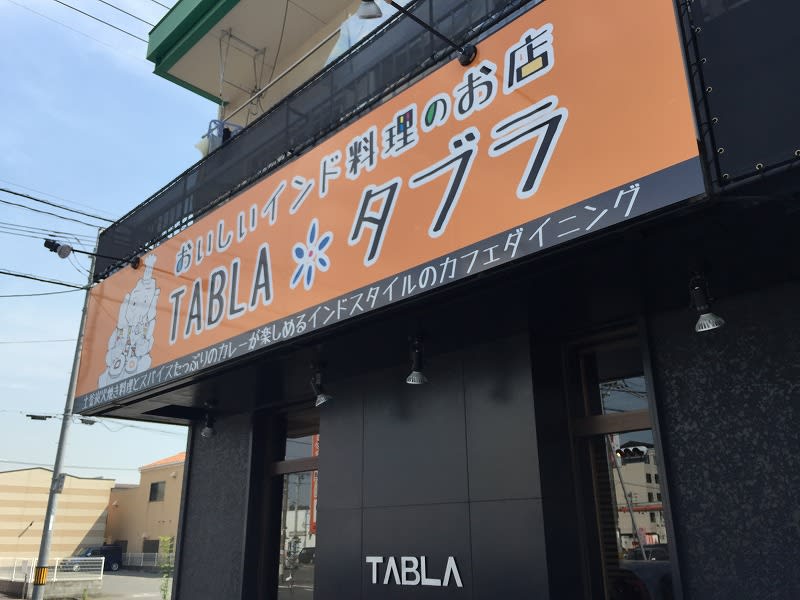 おいしいインド料理のお店
TABLA タブラ
土釜炭火焼き料理とスパイスたっぷりのカレーが楽しめるインドスタイルのカフェダイニング
TABLA